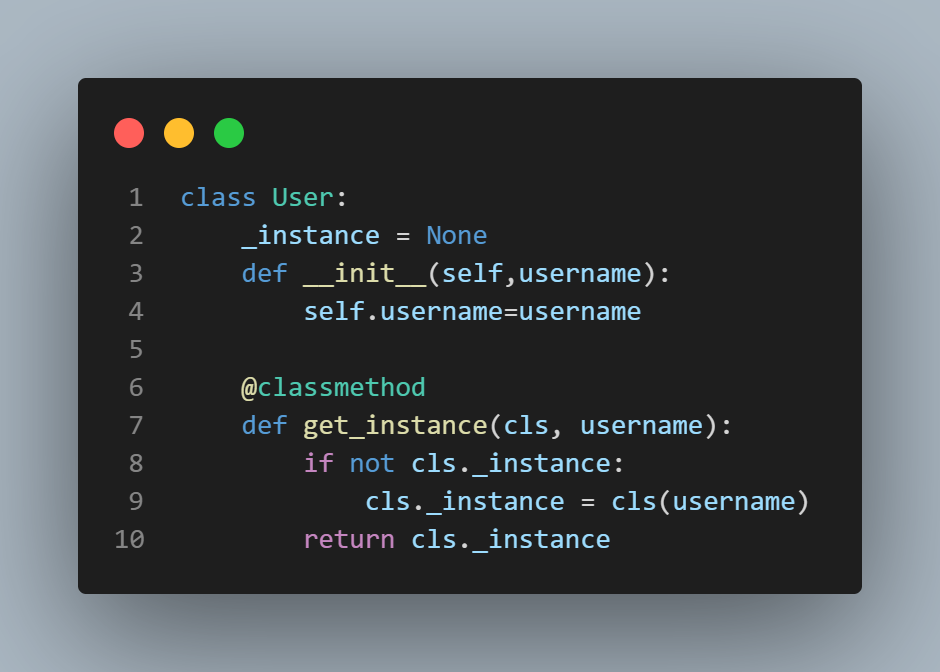 1 class User:
2     _instance = None
3     def __init__(self,username):
4         self.username=username
5
6     @classmethod
7     def get_instance(cls, username):
8         if not cls._instance:
9             cls._instance = cls(username)
10         return cls._instance